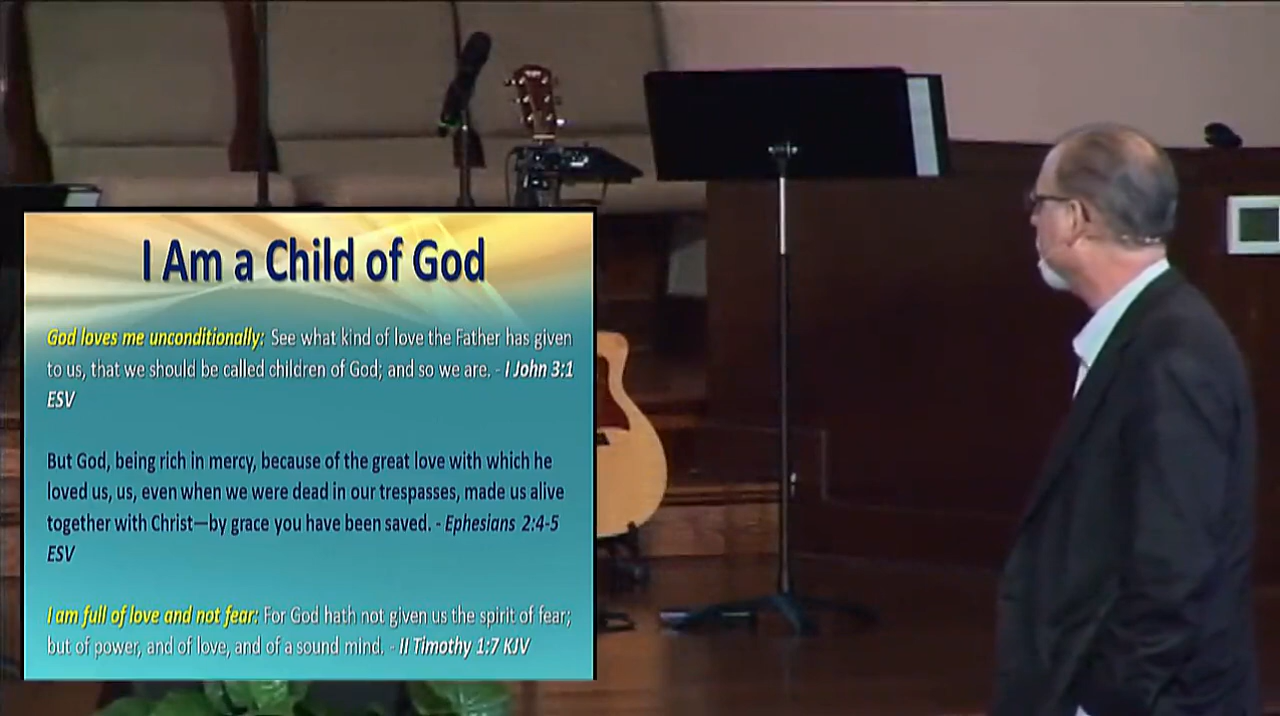 I Am a Child of God
God loves me unconditionally: See what kind of love the Father has given
to us, that we should be called children of God; and so we are. - I John 3:1
ESV
But God, being rich in mercy, because of the great love with which he
loved us, us, even when we were dead in our trespasses, made us alive
together with Christ—by grace you have been saved. - Ephesians 2:4-5
ESV
I am full of love and not fear: For God hath not given us the spirit of fear;
but of power, and of love, and of a sound mind. - II Timothy 1:7 KJV